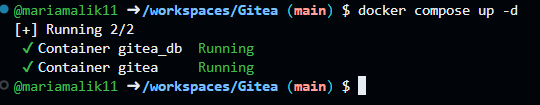 @mariamalik11 ➜/workspaces/Gitea (main) $ docker compose up -d
[+] Running 2/2
✓ Container gitea_db Running
✓ Container gitea Running
@mariamalik11 ➜/workspaces/Gitea (main) $